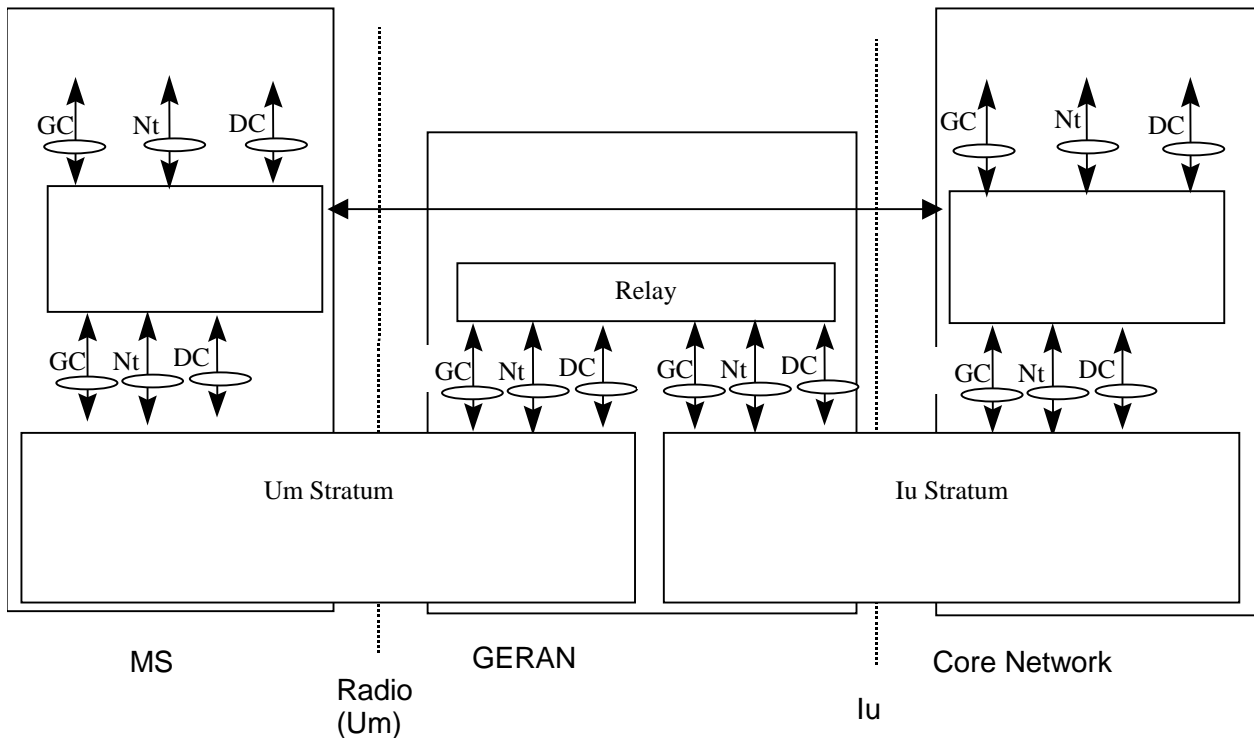 GC Nt DC GC Nt DC
Relay
GC Nt DC GC Nt DC GC Nt DC GC Nt DC
Um Stratum Iu Stratum
MS GERAN Core Network
Radio
(Um)
Iu